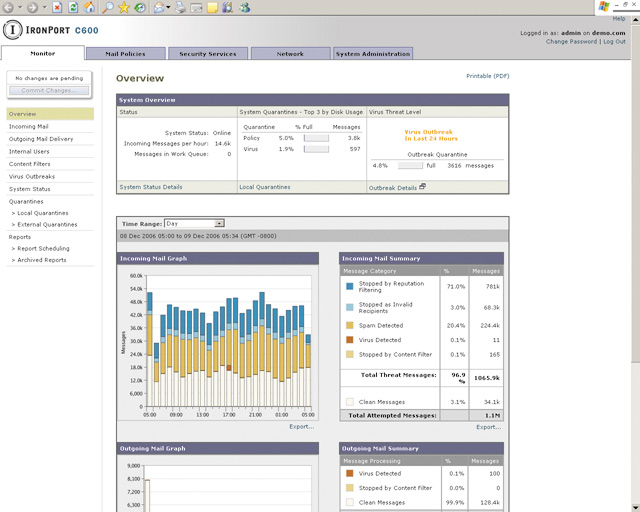 Help
IRONPORT C600
Logged in as: admin on demo.com
Change Password | Log Out
Monitor
Mail Policies
Security Services
Network
System Administration
No changes are pending
Commit Changes...
Overview
Printable (PDF)
Overview
Incoming Mail
Outgoing Mail Delivery
Internal Users
Content Filters
Virus Outbreaks
System Status
Quarantines
> Local Quarantines
> External Quarantines
Reports
> Report Scheduling
> Archived Reports
System Overview
Status
System Status: Online
Incoming Messages per hour: 14.6k
Messages in Work Queue: 0
System Status Details
System Quarantines - Top 3 by Disk Usage
Quarantine % Full Messages
Policy 5.0% 3.8k
Virus 1.9% 597
Local Quarantines
Virus Threat Level
Virus Outbreak
In Last 24 Hours
Outbreak Quarantine
4.8% full 3616 messages
Outbreak Details
Time Range: Day
08 Dec 2006 05:00 to 09 Dec 2006 05:34 (GMT -0800)
Incoming Mail Graph
Messages
60.0k
54.0k
48.0k
42.0k
36.0k
30.0k
24.0k
18.0k
12.0k
6.0k
0.0k
05:00 09:00 13:00 17:00 21:00 01:00 05:00
Export...
Incoming Mail Summary
Message Category % Messages
Stopped by Reputation
Filtering 71.0% 781k
Stopped as Invalid
Recipients 3.0% 68.3k
Spam Detected 20.4% 224.4k
Virus Detected 0.1% 11
Stopped by Content Filter 0.1% 165
Total Threat Messages: 96.9
% 1065.9k
Clean Messages 3.1% 34.1k
Total Attempted Messages: 1.1M
Export...
Outgoing Mail Graph
9,000
8,100
7,200
6,300
Outgoing Mail Summary
Message Processing % Messages
Virus Detected 0.1% 100
Stopped by Content Filter 0.0% 0
Clean Messages 99.9% 128.4k